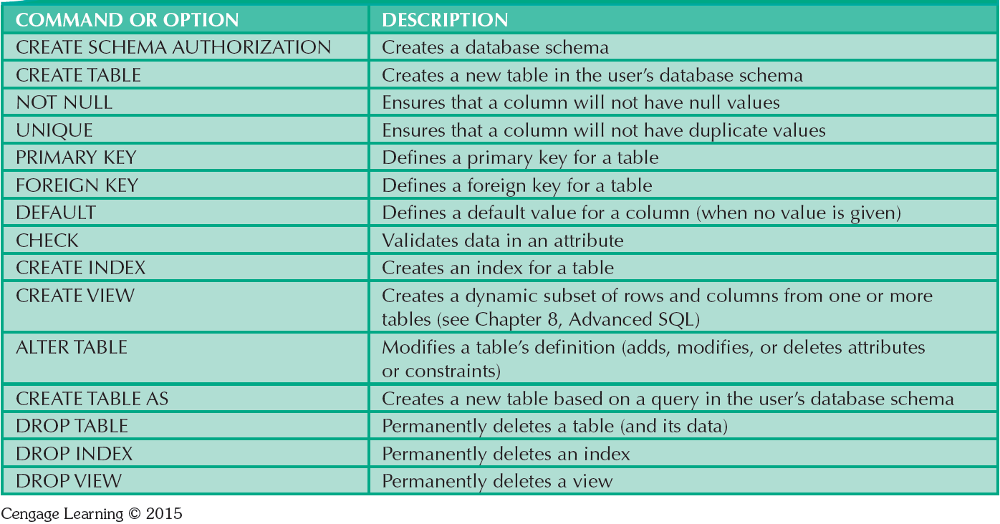 COMMAND OR OPTION DESCRIPTION
CREATE SCHEMA AUTHORIZATION Creates a database schema
CREATE TABLE Creates a new table in the user’s database schema
NOT NULL Ensures that a column will not have null values
UNIQUE Ensures that a column will not have duplicate values
PRIMARY KEY Defines a primary key for a table
FOREIGN KEY Defines a foreign key for a table
DEFAULT Defines a default value for a column (when no value is given)
CHECK Validates data in an attribute
CREATE INDEX Creates an index for a table
CREATE VIEW Creates a dynamic subset of rows and columns from one or more
tables (see Chapter 8, Advanced SQL)
ALTER TABLE Modifies a table’s definition (adds, modifies, or deletes attributes
or constraints)
CREATE TABLE AS Creates a new table based on a query in the user’s database schema
DROP TABLE Permanently deletes a table (and its data)
DROP INDEX Permanently deletes an index
DROP VIEW Permanently deletes a view
Cengage Learning © 2015